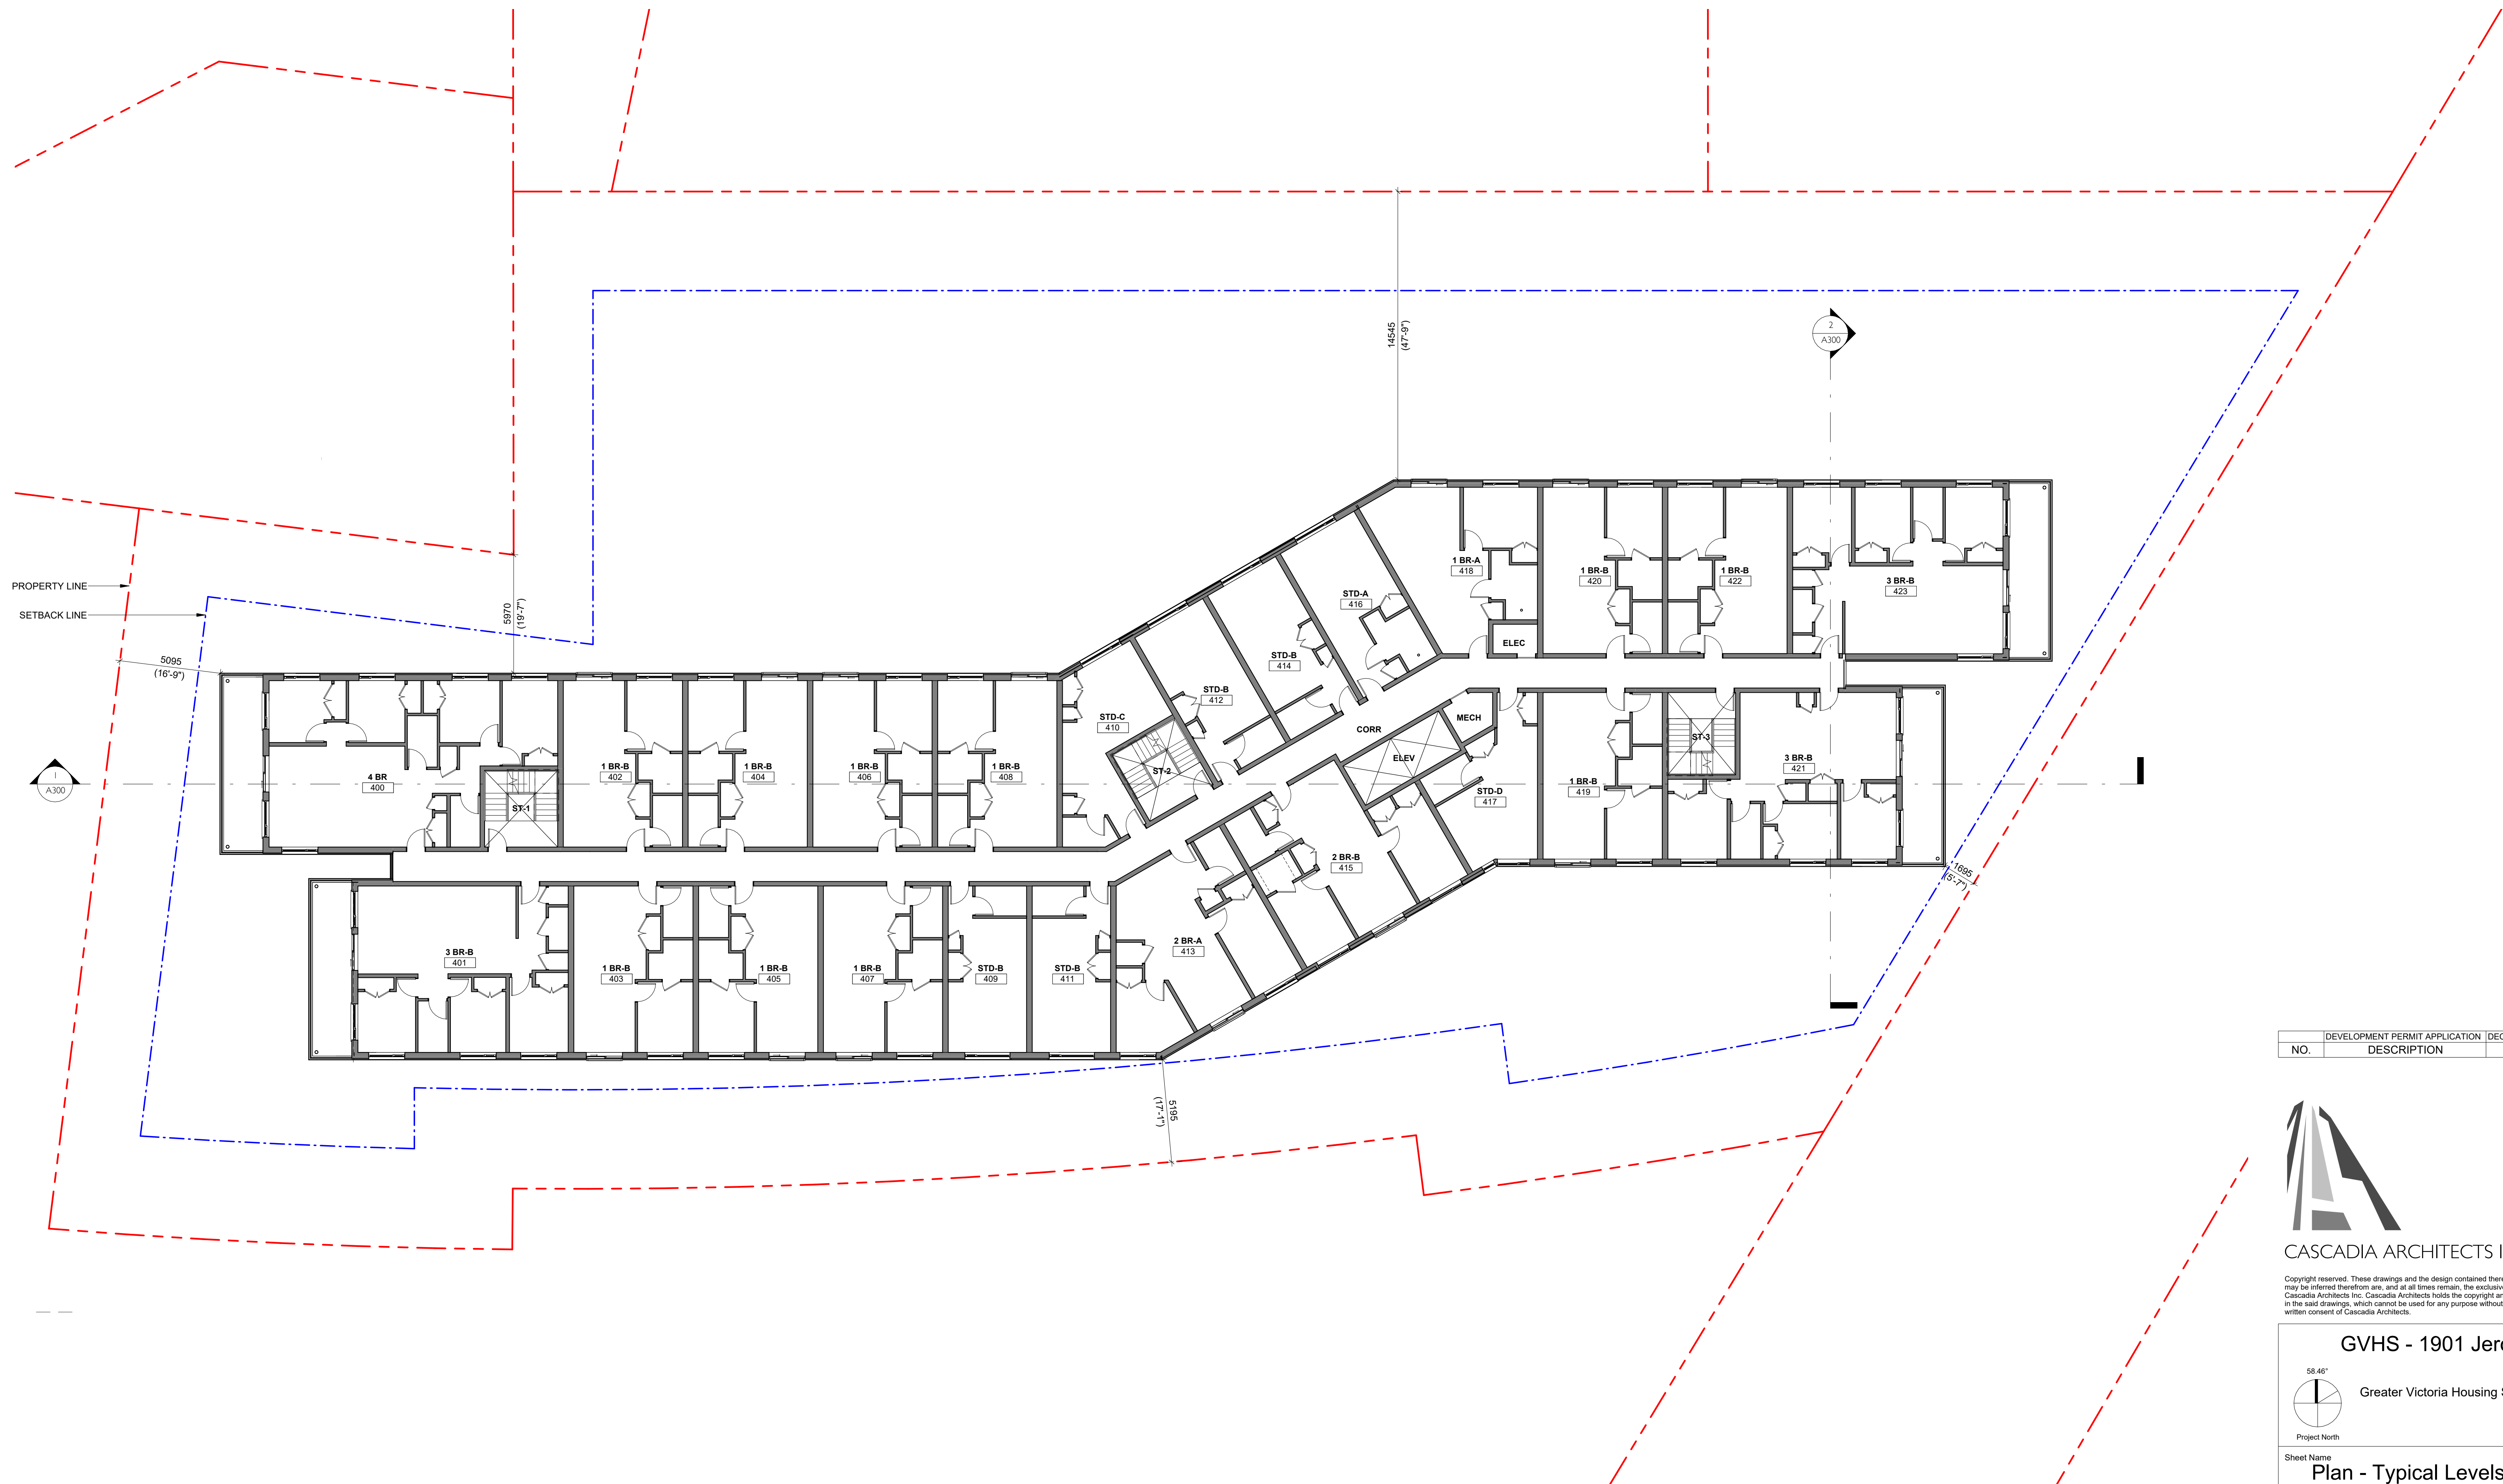 2
A300
14545
(47'-9")
PROPERTY LINE
SETBACK LINE
5970
(19'-7")
5095
(16'-9")
1 BR-A
418
1 BR-B
420
1 BR-B
422
3 BR-B
423
STD-A
416
ELEC
STD-B
414
STD-B
412
STD-C
410
MECH
CORR
ELEV
ST-2
ST-3
1
A300
4 BR
400
ST-1
1 BR-B
402
1 BR-B
404
1 BR-B
406
1 BR-B
408
STD-D
417
1 BR-B
419
3 BR-B
421
2 BR-B
415
1695
(5'-7")
2 BR-A
413
3 BR-B
401
1 BR-B
403
1 BR-B
405
1 BR-B
407
STD-B
409
STD-B
411
5195
(17'-1")
DEVELOPMENT PERMIT APPLICATION
NO. DESCRIPTION
CASCADIA ARCHITECTS
Copyright reserved. These drawings and the design contained
may be inferred therefrom are, and at all times remain, the
Cascadia Architects Inc. Cascadia Architects holds the copyright
in the said drawings, which cannot be used for any purpose without
written consent of Cascadia Architects.
GVHS - 1901
58.46°
Greater Victoria Housing
Project North
Sheet Name
Plan - Typical Levels